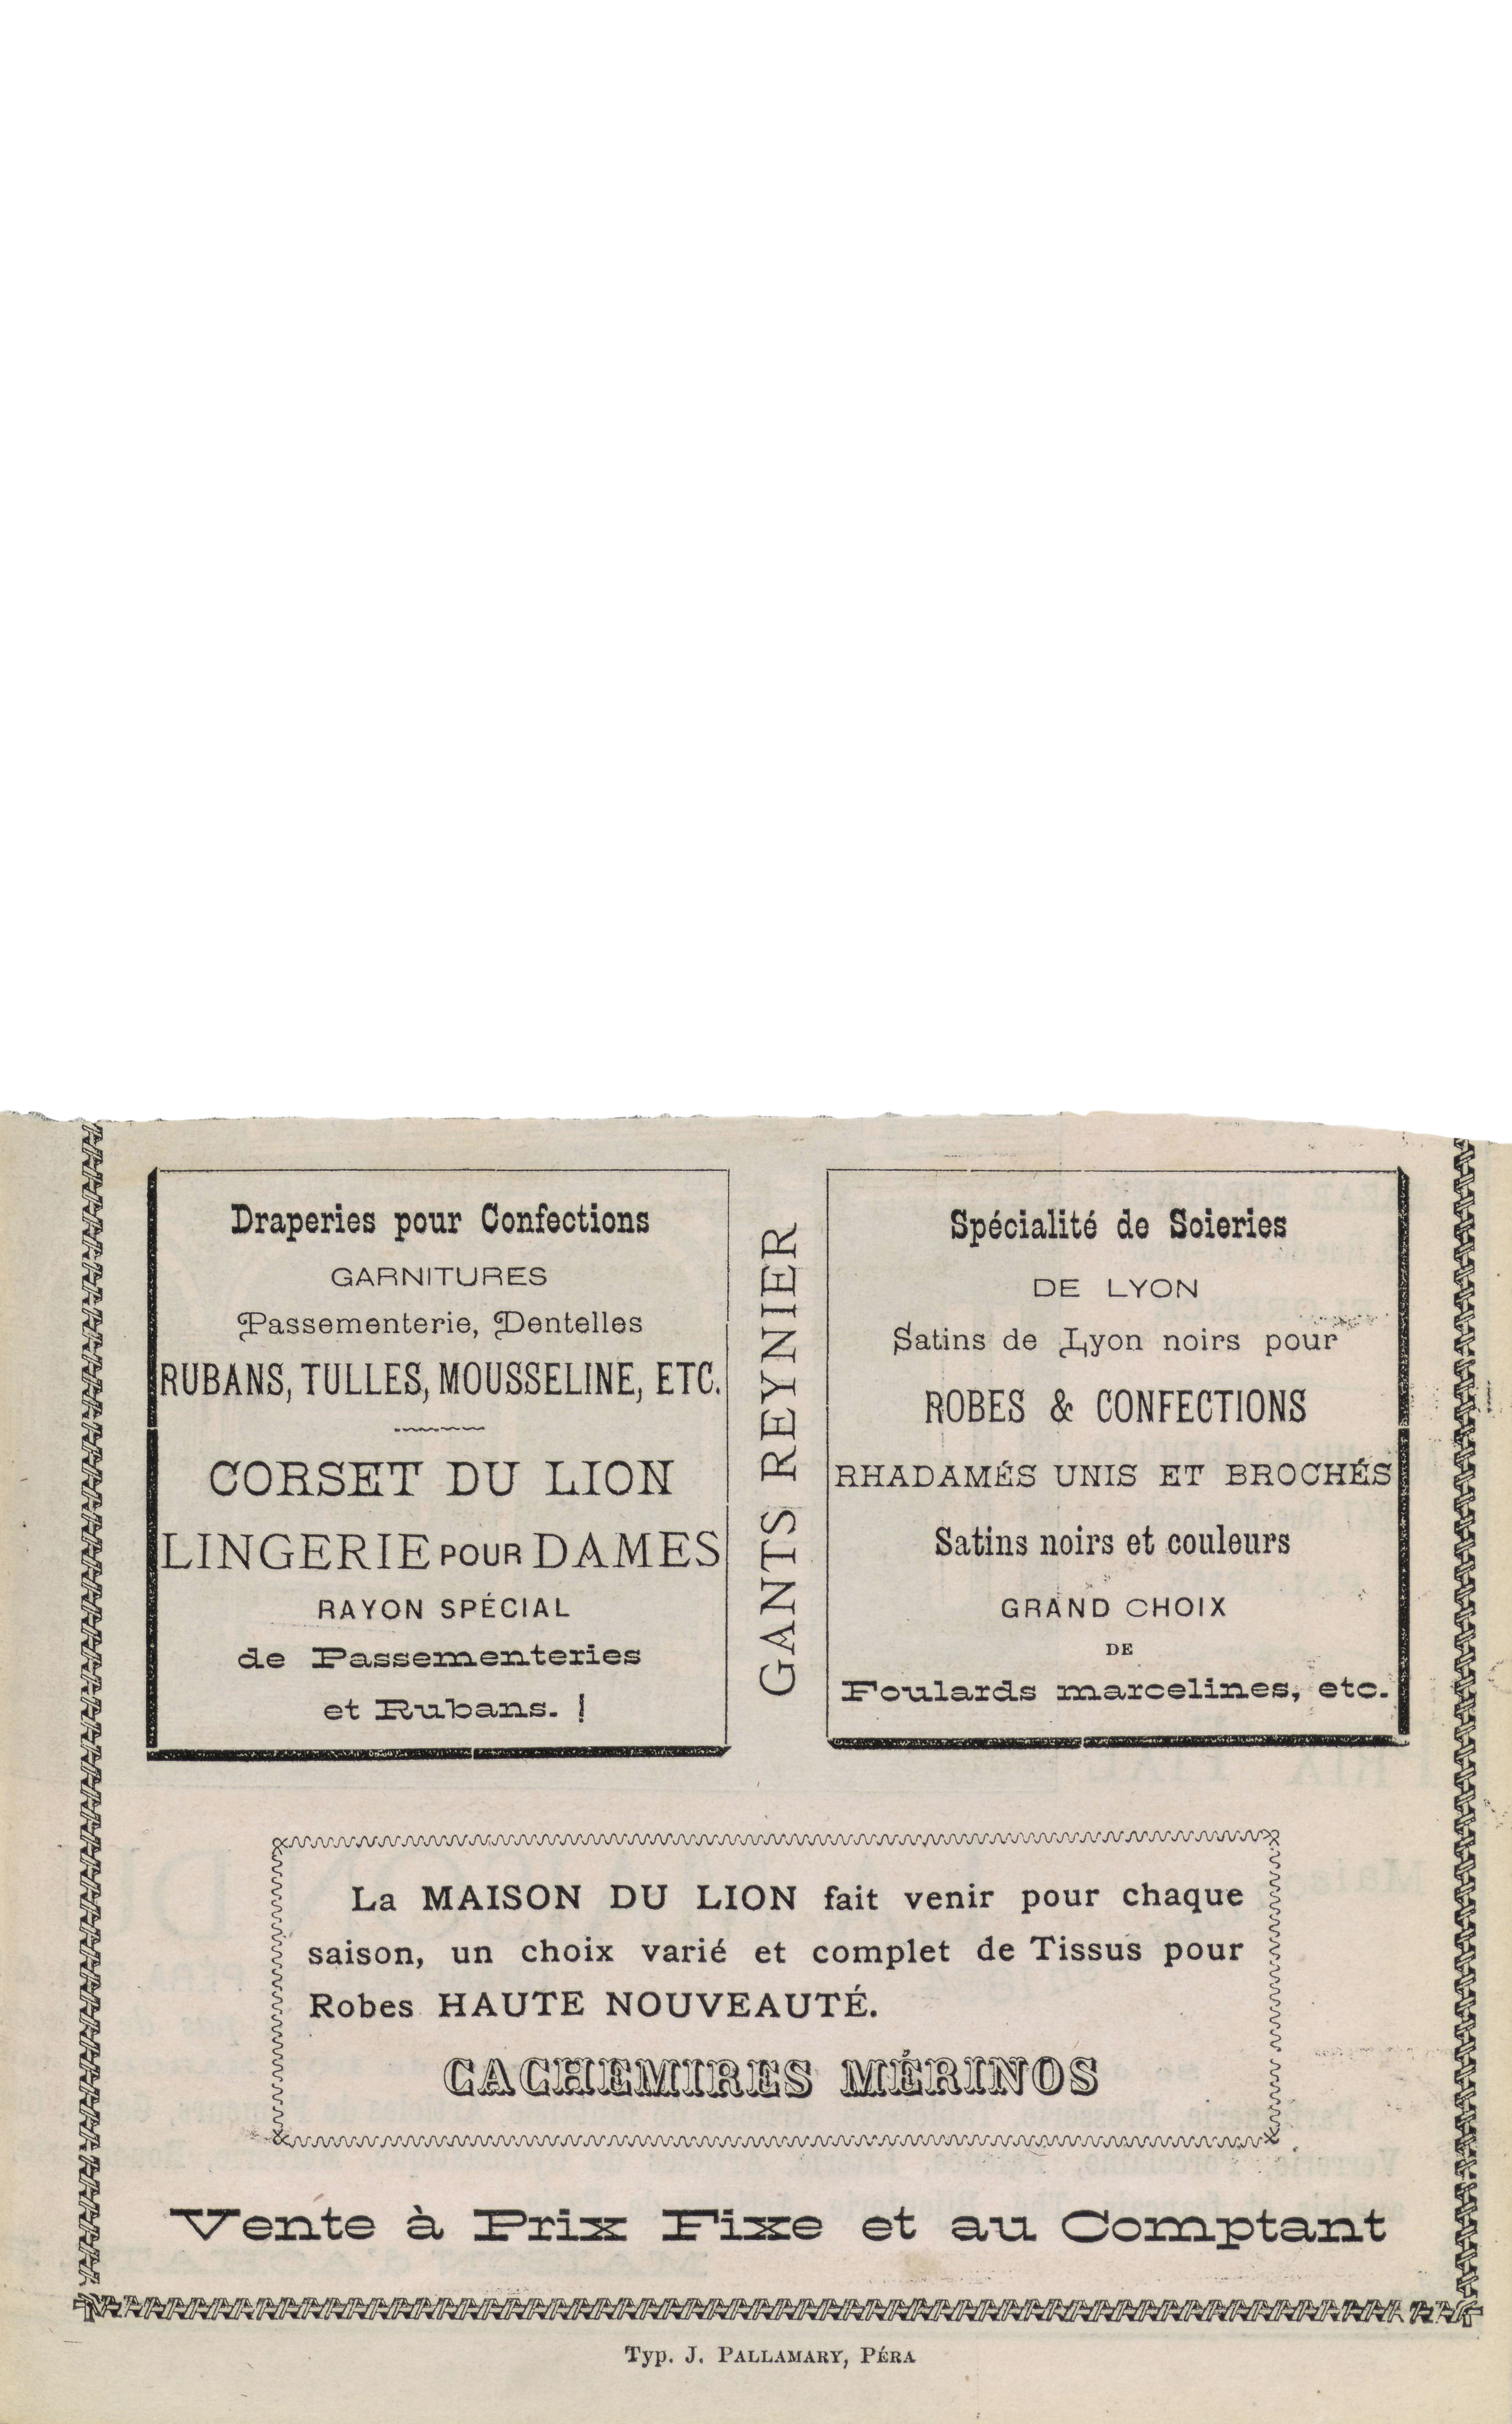 Draperies pour Confections
GARNITURES
Passementerie, Dentelles
RUBANS, TULLES, MOUSSELINE, ETC.
CORSET DU LION
LINGERIE POUR DAMES
RAYON SPÉCIAL
de Passementeries
et Rubans. !
GANTS REYNIER
Spécialité de Soieries
DE LYON
Satins de Lyon noirs pour
ROBES & CONFECTIONS
RHADAMÉS UNIS ET BROCHÉS
Satins noirs et couleurs
GRAND CHOIX
DE
Foulards marcelines, etc.
La MAISON DU LION fait venir pour chaque
saison, un choix varié et complet de Tissus pour
Robes HAUTE NOUVEAUTÉ.
CACHEMIRES MÉRINOS
Vente à Prix Fixe et au Comptant
Typ. J. PALLAMARY, PÉRA